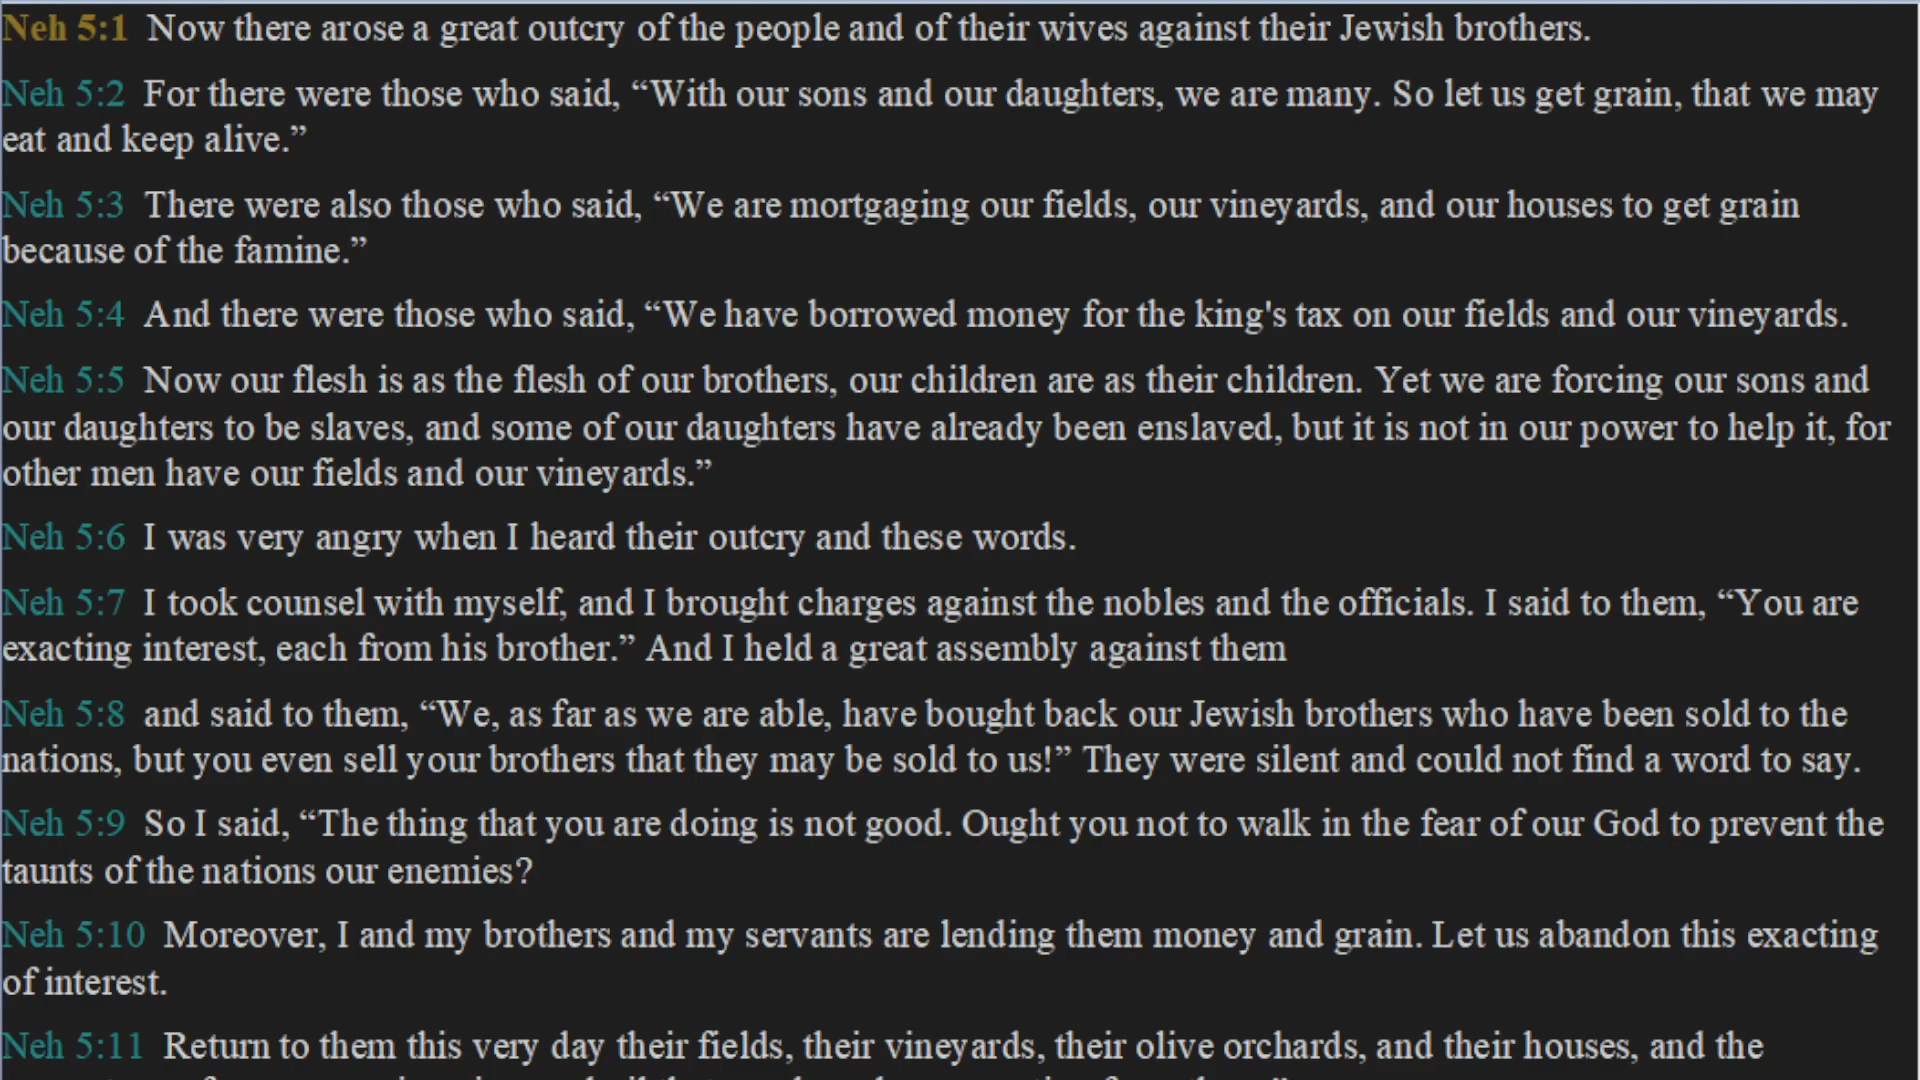 Neh 5:1 Now there arose a great outcry of the people and of their wives against their Jewish brothers.
Neh 5:2 For there were those who said, “With our sons and our daughters, we are many. So let us get grain, that we may
eat and keep alive.”
Neh 5:3 There were also those who said, “We are mortgaging our fields, our vineyards, and our houses to get grain
because of the famine.”
Neh 5:4 And there were those who said, “We have borrowed money for the king's tax on our fields and our vineyards.
Neh 5:5 Now our flesh is as the flesh of our brothers, our children are as their children. Yet we are forcing our sons and
our daughters to be slaves, and some of our daughters have already been enslaved, but it is not in our power to help it, for
other men have our fields and our vineyards.”
Neh 5:6 I was very angry when I heard their outcry and these words.
Neh 5:7 I took counsel with myself, and I brought charges against the nobles and the officials. I said to them, “You are
exacting interest, each from his brother.” And I held a great assembly against them
Neh 5:8 and said to them, “We, as far as we are able, have bought back our Jewish brothers who have been sold to the
nations, but you even sell your brothers that they may be sold to us!” They were silent and could not find a word to say.
Neh 5:9 So I said, “The thing that you are doing is not good. Ought you not to walk in the fear of our God to prevent the
taunts of the nations our enemies?
Neh 5:10 Moreover, I and my brothers and my servants are lending them money and grain. Let us abandon this exacting
of interest.
Neh 5:11 Return to them this very day their fields, their vineyards, their olive orchards, and their houses, and the